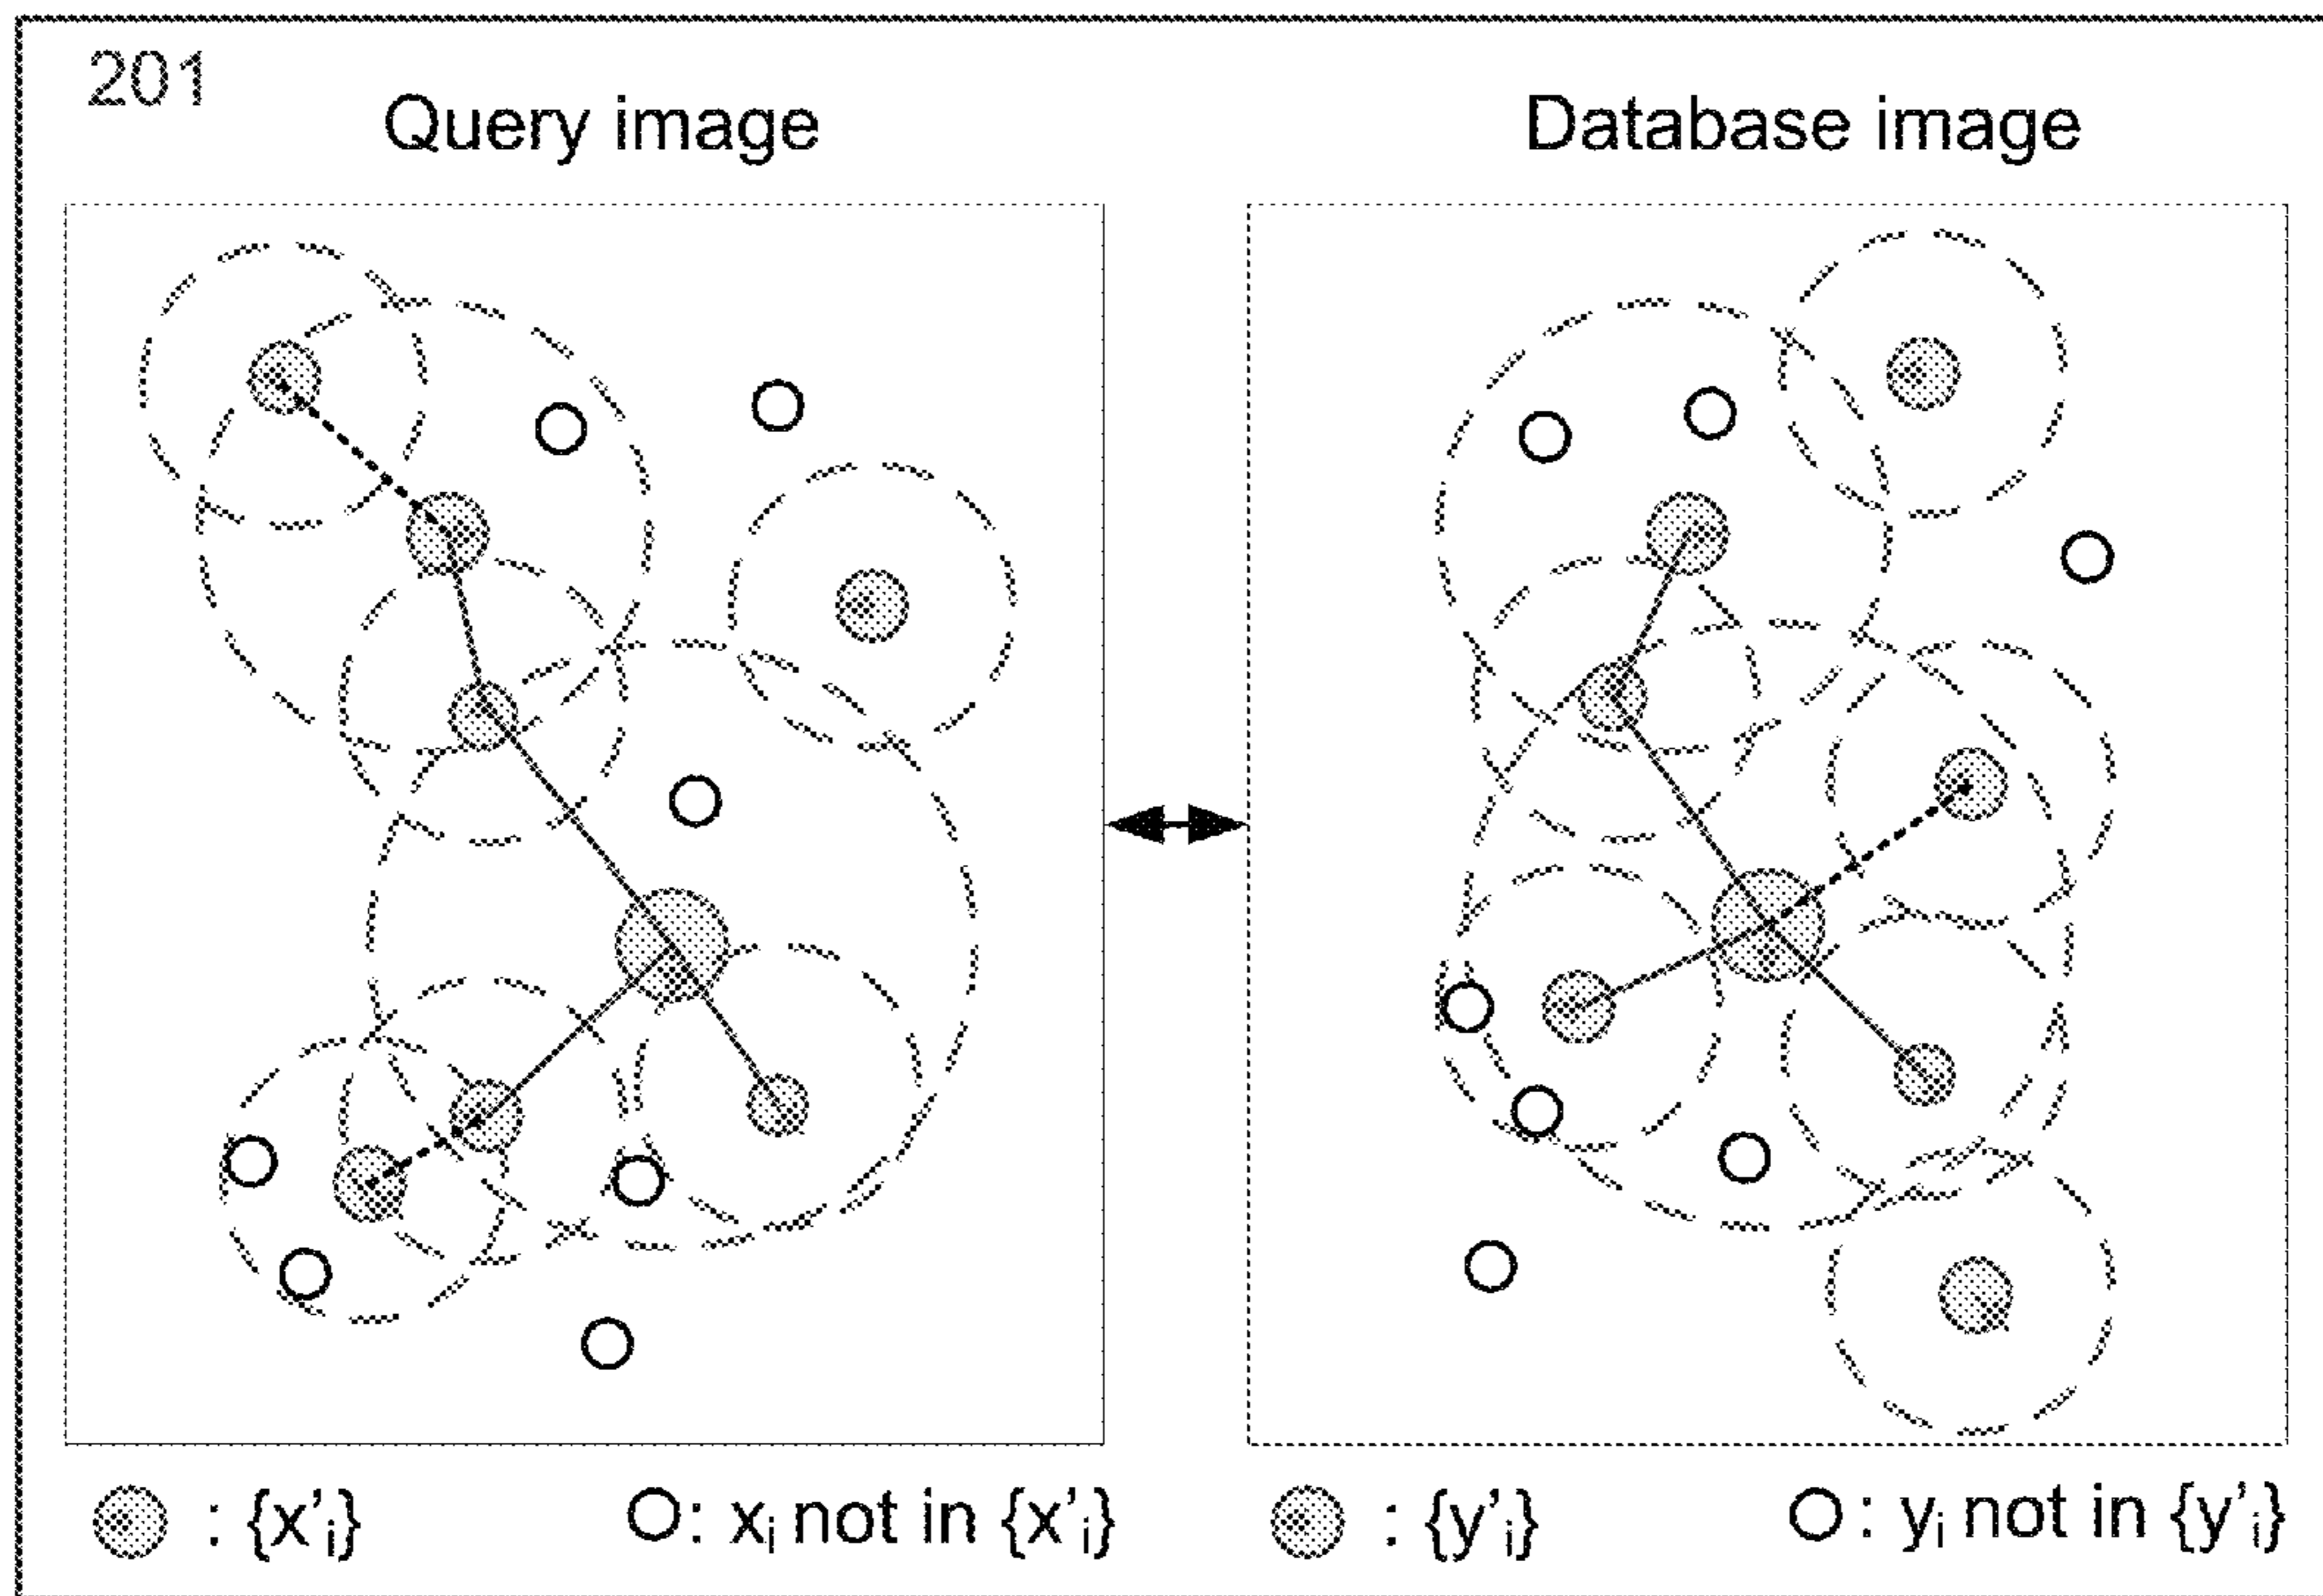 201
Query image
Database image
: {x’i}
: xi not in {x’i}
: {y’i}
: yi not in {y’i}